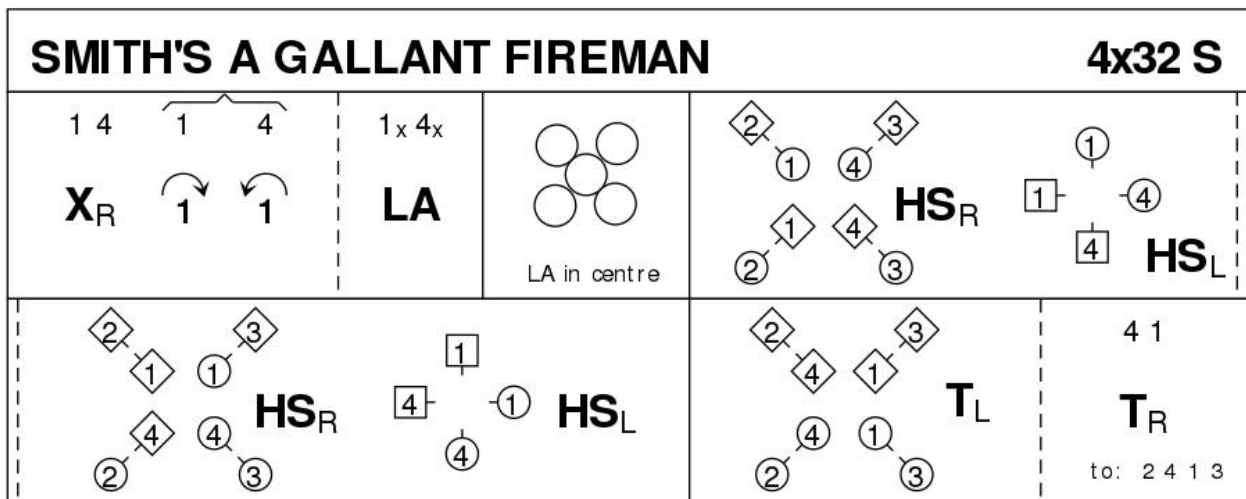 SMITH'S A GALLANT FIREMAN 4x32 S
1 4 1 4
XR 1 1
1x 4x
LA
LA in centre
2 3
1 4
1 4
2 3
HSR
1
1 4
4
HSL
2 3
1 1
4 4
2 3
HSR
1
4 1
4
HSL
2 3
4 1
4 1
2 3
TL
4 1
TR
to: 2 4 1 3